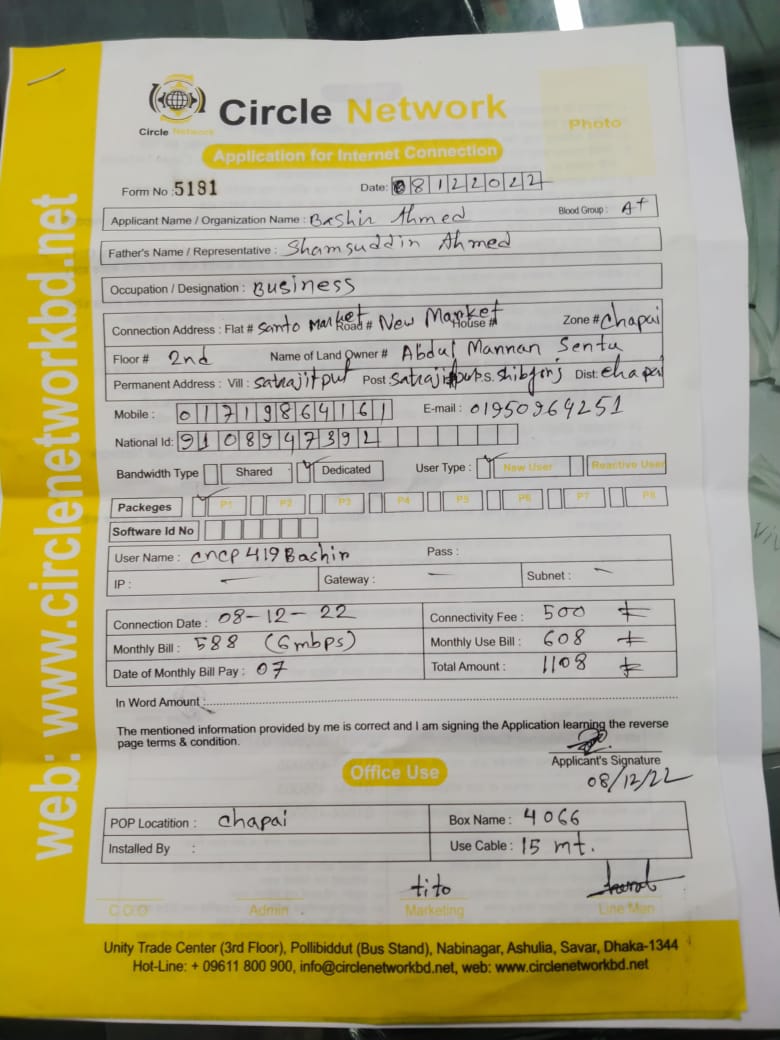 Circle Network
Circle Network
Photo
Application for Internet Connection
Form No : 5181
Date: 08122022
Applicant Name / Organization Name : Bashir Ahmed Blood Group : A+
Father's Name / Representative : Shamsuddin Ahmed
Occupation / Designation : Business
Connection Address : Flat # Santo Market Road # New Market House # Zone # Chapai
Floor # 2nd Name of Land Owner # Abdul Mannan Sentu
Permanent Address : Vill : Post : P.S. Dist: Chapai
Mobile : 01719864161 E-mail : 01950964251
National Id: 9108947392
Bandwidth Type Shared Dedicated User Type : New User Reactive User
Packeges P1 P2 P3 P4 P5 P6 P7 P8
Software Id No
User Name : cncp419Bashir Pass :
IP : — Gateway : — Subnet : —
Connection Date : 08-12-22 Connectivity Fee : 500
Monthly Bill : 588 (6mbps) Monthly Use Bill : 608
Date of Monthly Bill Pay : 07 Total Amount : 1108
In Word Amount :
The mentioned information provided by me is correct and I am signing the Application learning the reverse
page terms & condition.
Applicant's Signature
08/12/22
Office Use
POP Locatition : Chapai Box Name : 4066
Installed By : Use Cable : 15 mt.
tito
C.O.O Admin Marketing Line Man
Unity Trade Center (3rd Floor), Pollibiddut (Bus Stand), Nabinagar, Ashulia, Savar, Dhaka-1344
Hot-Line: + 09611 800 900, info@circlenetworkbd.net, web: www.circlenetworkbd.net
web: www.circlenetworkbd.net